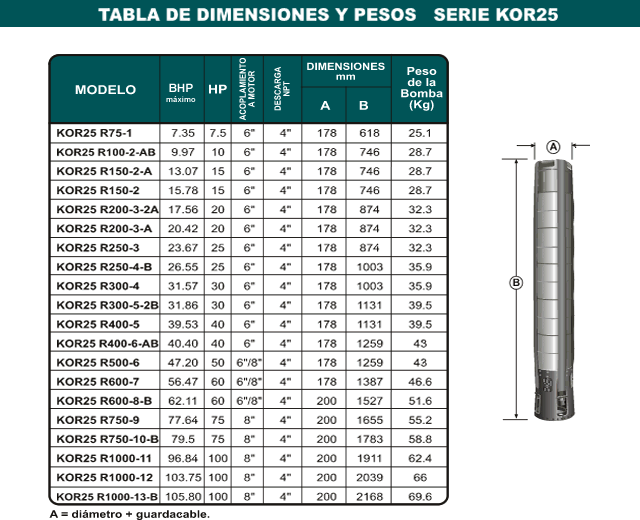 TABLA DE DIMENSIONES Y PESOS SERIE KOR25
MODELO BHP máximo HP ACOPLAMIENTO A MOTOR DESCARGA NPT DIMENSIONES mm A B Peso de la Bomba (Kg)
KOR25 R75-1 7.35 7.5 6" 4" 178 618 25.1
KOR25 R100-2-AB 9.97 10 6" 4" 178 746 28.7
KOR25 R150-2-A 13.07 15 6" 4" 178 746 28.7
KOR25 R150-2 15.78 15 6" 4" 178 746 28.7
KOR25 R200-3-2A 17.56 20 6" 4" 178 874 32.3
KOR25 R200-3-A 20.42 20 6" 4" 178 874 32.3
KOR25 R250-3 23.67 25 6" 4" 178 874 32.3
KOR25 R250-4-B 26.55 25 6" 4" 178 1003 35.9
KOR25 R300-4 31.57 30 6" 4" 178 1003 35.9
KOR25 R300-5-2B 31.86 30 6" 4" 178 1131 39.5
KOR25 R400-5 39.53 40 6" 4" 178 1131 39.5
KOR25 R400-6-AB 40.40 40 6" 4" 178 1259 43
KOR25 R500-6 47.20 50 6"/8" 4" 178 1259 43
KOR25 R600-7 56.47 60 6"/8" 4" 178 1387 46.6
KOR25 R600-8-B 62.11 60 6"/8" 4" 200 1527 51.6
KOR25 R750-9 77.64 75 8" 4" 200 1655 55.2
KOR25 R750-10-B 79.5 75 8" 4" 200 1783 58.8
KOR25 R1000-11 96.84 100 8" 4" 200 1911 62.4
KOR25 R1000-12 103.75 100 8" 4" 200 2039 66
KOR25 R1000-13-B 105.80 100 8" 4" 200 2168 69.6
A = diámetro + guardacable.
A
B